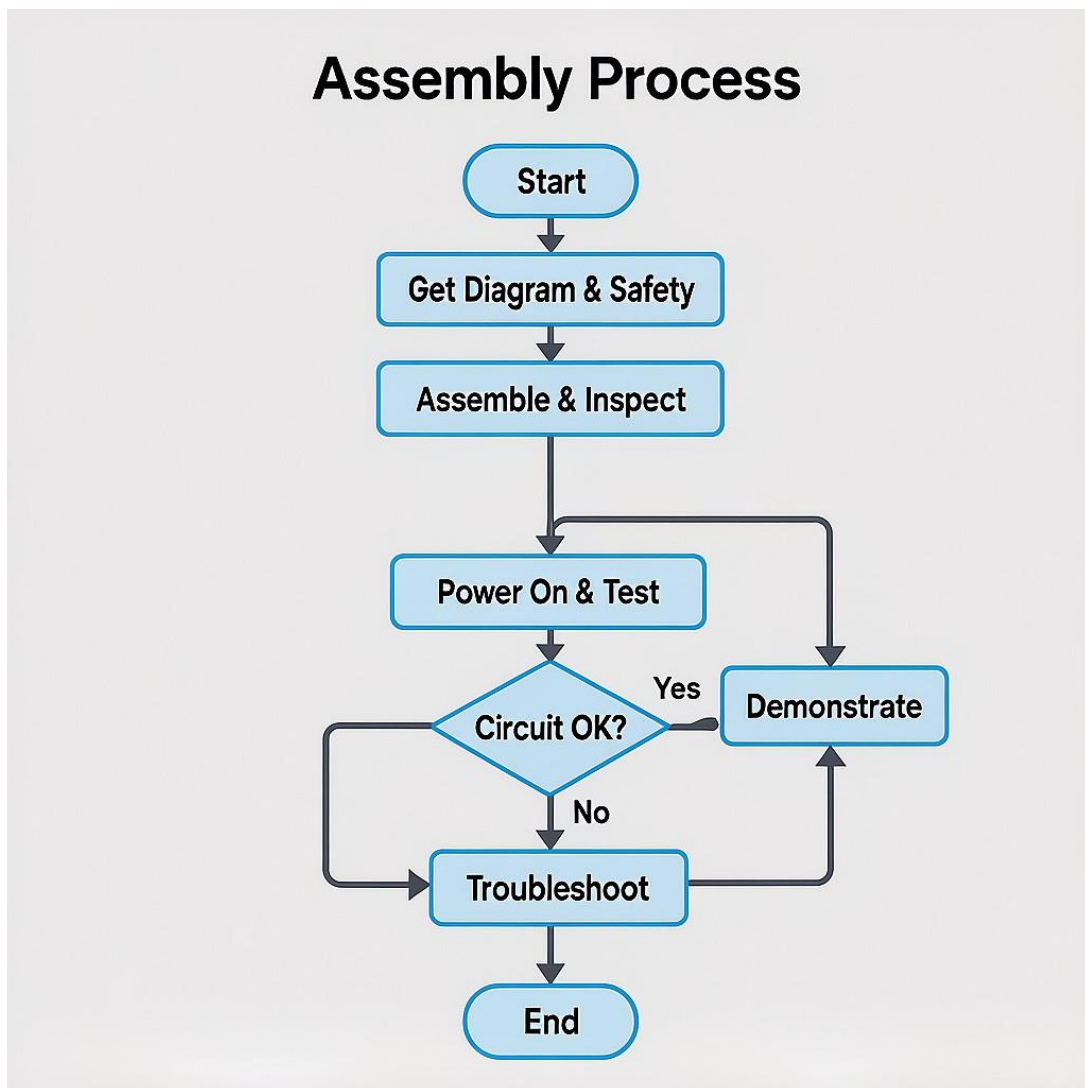 Assembly Process
Start
Get Diagram & Safety
Assemble & Inspect
Power On & Test
Yes
Demonstrate
Circuit OK?
No
Troubleshoot
End